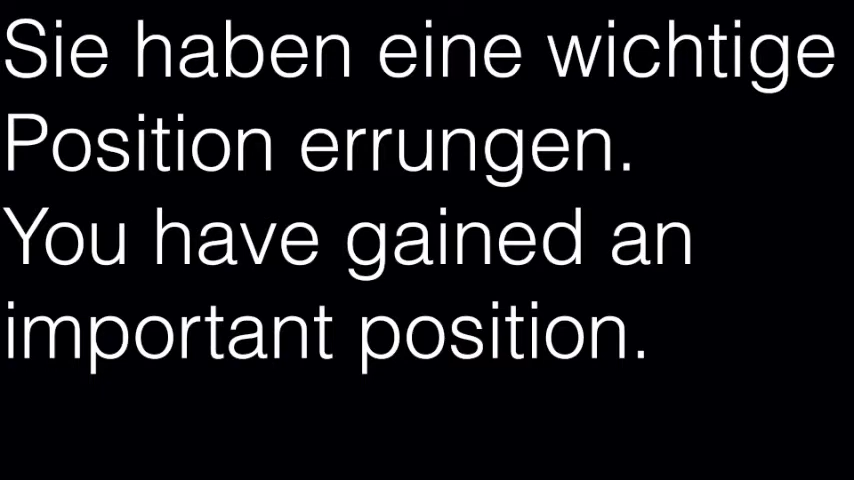 Sie haben eine wichtige
Position errungen.
You have gained an
important position.